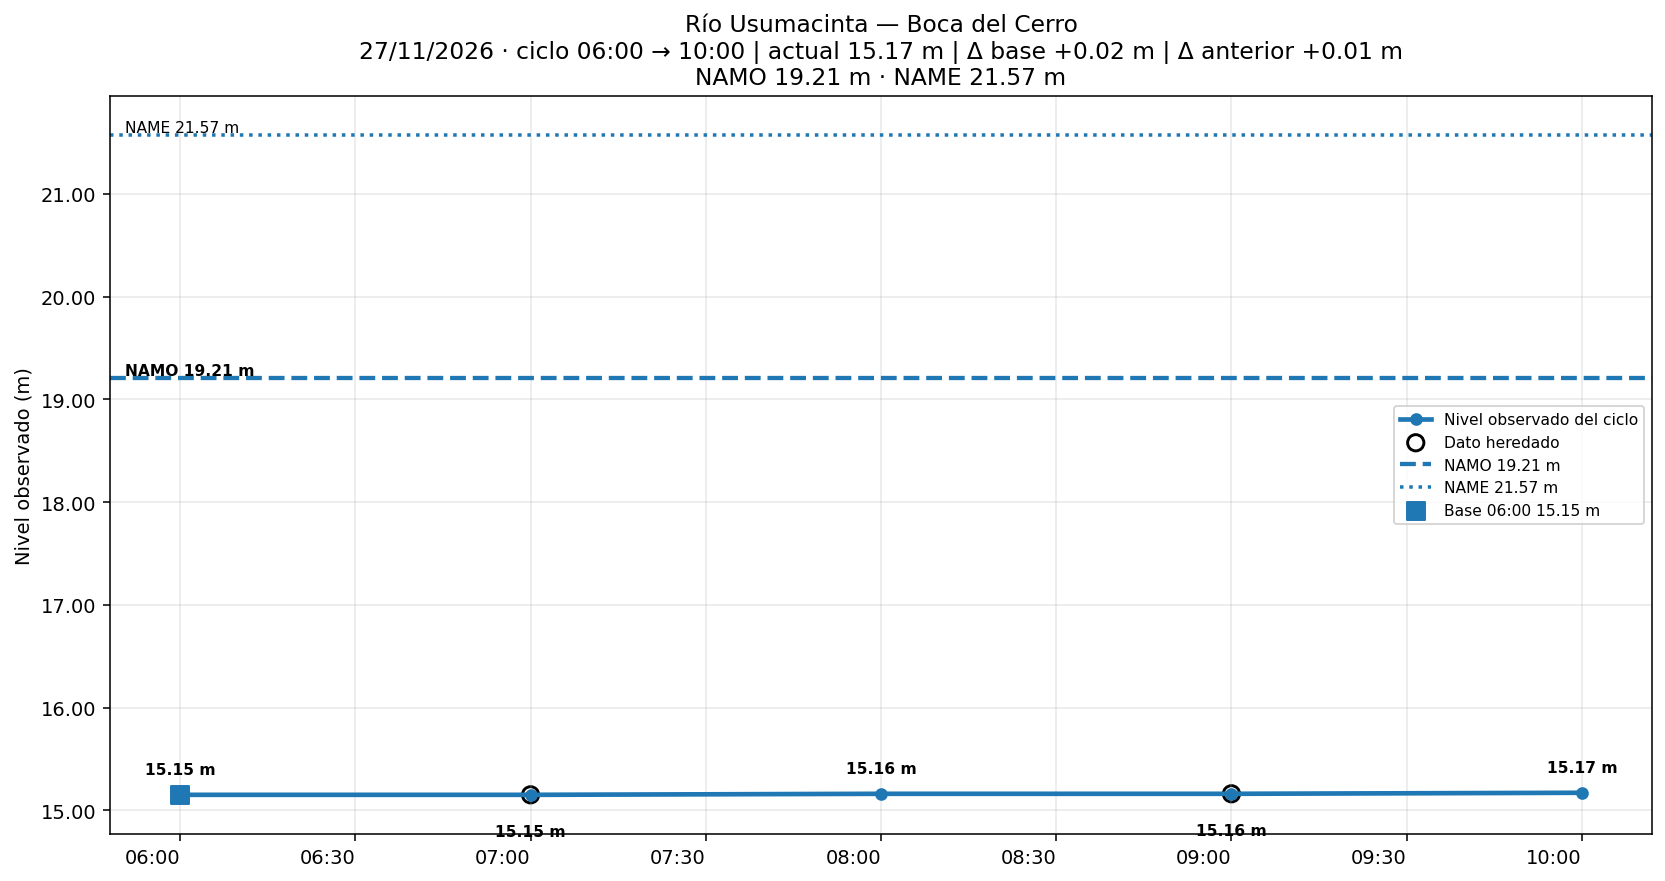 Río Usumacinta — Boca del Cerro
27/11/2026 · ciclo 06:00 → 10:00 | actual 15.17 m | Δ base +0.02 m | Δ anterior +0.01 m
NAMO 19.21 m · NAME 21.57 m
NAME 21.57 m
21.00
20.00
NAMO 19.21 m
19.00
Nivel observado del ciclo
Dato heredado
NAMO 19.21 m
NAME 21.57 m
Base 06:00 15.15 m
Nivel observado (m)
18.00
17.00
16.00
15.15 m
15.16 m
15.17 m
15.00
15.15 m
15.16 m
06:00 06:30 07:00 07:30 08:00 08:30 09:00 09:30 10:00